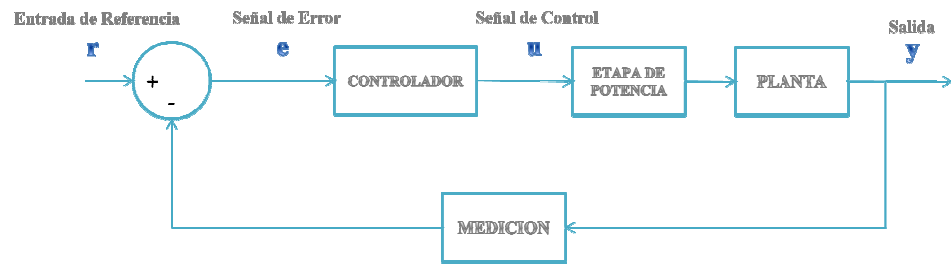 Entrada de Referencia
r
Señal de Error
e
Señal de Control
u
Salida
y
+
-
CONTROLADOR
ETAPA DE
POTENCIA
PLANTA
MEDICION